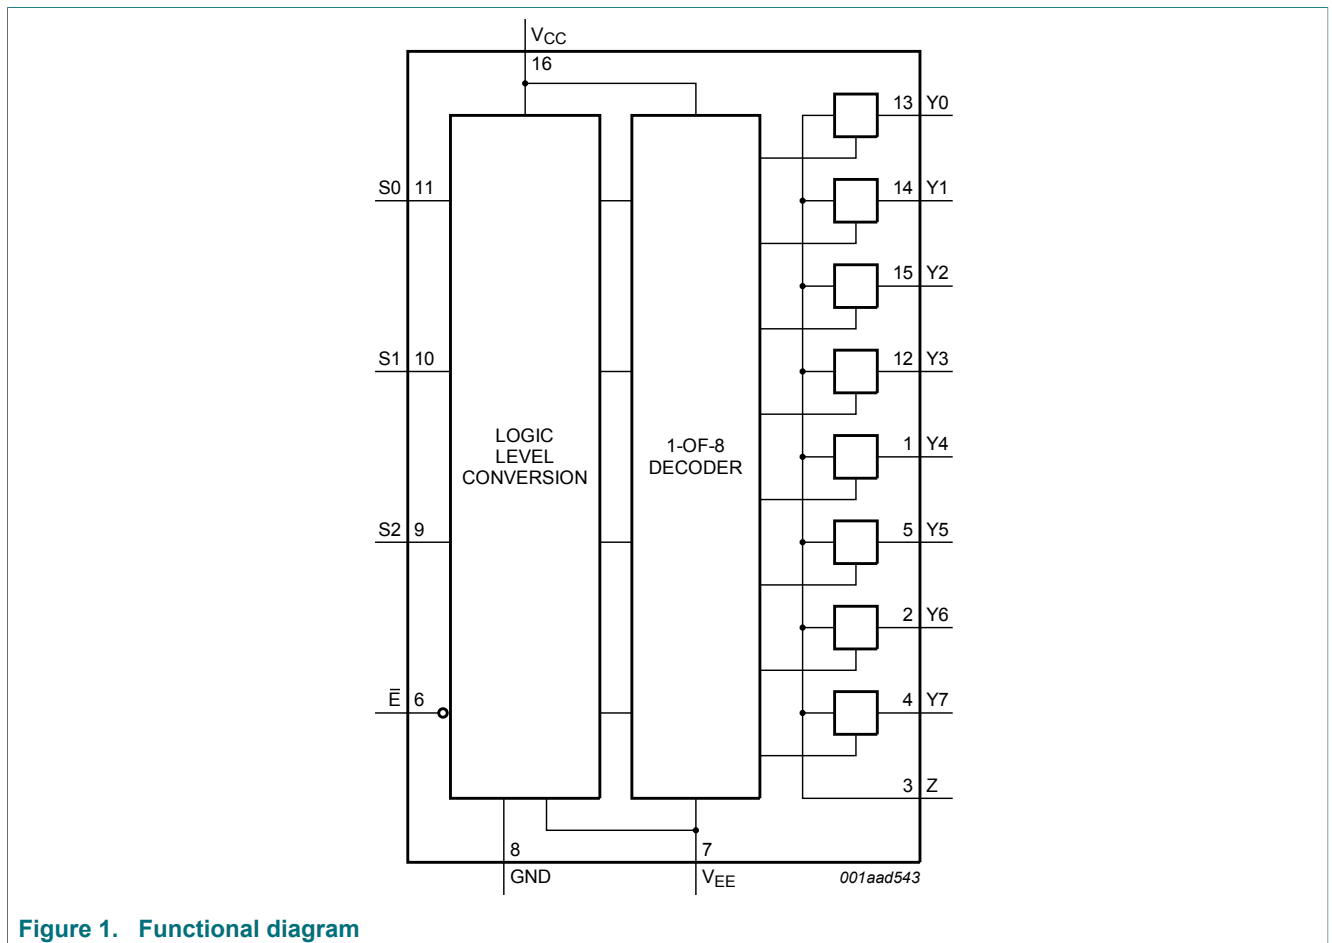 VCC
16
13 Y0
S0 11
14 Y1
15 Y2
S1 10
12 Y3
LOGIC
LEVEL
CONVERSION
1-OF-8
DECODER
1 Y4
S2 9
5 Y5
2 Y6
E̅ 6
4 Y7
3 Z
8
GND
7
VEE
001aad543
Figure 1. Functional diagram